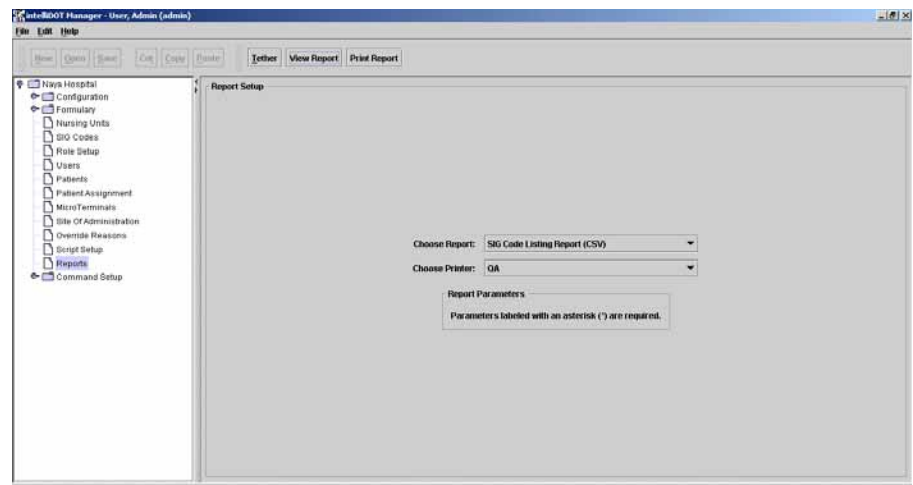 intelliDOT Manager - User, Admin (admin)
File Edit Help
New Open Save Cut Copy Paste Tether View Report Print Report
Naya Hospital
Configuration
Formulary
Nursing Units
SIG Codes
Role Setup
Users
Patients
Patient Assignment
MicroTerminals
Site Of Administration
Override Reasons
Script Setup
Reports
Command Setup
Report Setup
Choose Report: SIG Code Listing Report (CSV)
Choose Printer: QA
Report Parameters
Parameters labeled with an asterisk (*) are required.